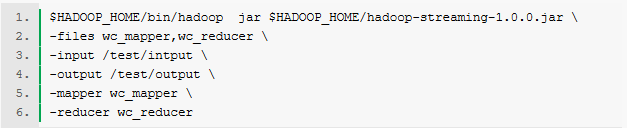 1. $HADOOP_HOME/bin/hadoop  jar $HADOOP_HOME/hadoop-streaming-1.0.0.jar \
2. -files wc_mapper,wc_reducer \
3. -input /test/intput \
4. -output /test/output \
5. -mapper wc_mapper \
6. -reducer wc_reducer